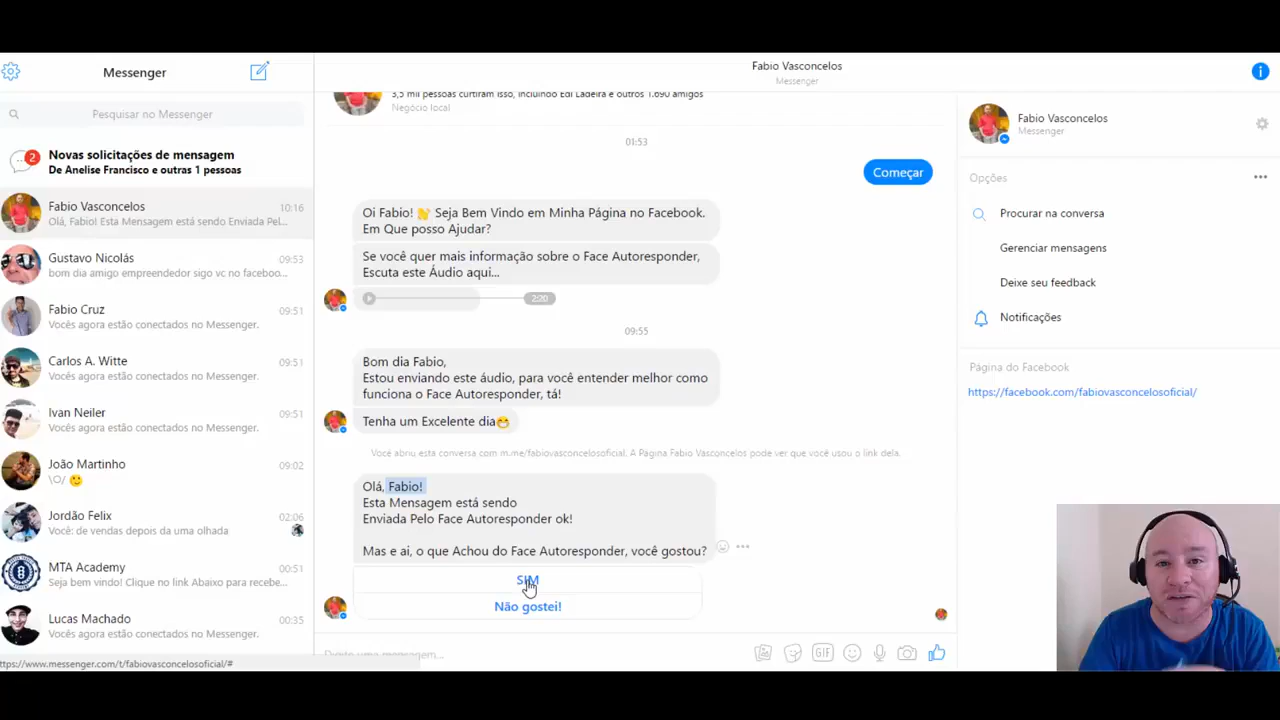 Messenger
Pesquisar no Messenger
Novas solicitações de mensagem
De Anelise Francisco e outras 1 pessoas
Fabio Vasconcelos 10:16
Olá, Fabio! Esta Mensagem está sendo Enviada Pel...
Gustavo Nicolás 09:53
bom dia amigo empreendedor sigo vc no faceboo...
Fabio Cruz 09:51
Vocês agora estão conectados no Messenger.
Carlos A. Witte 09:51
Vocês agora estão conectados no Messenger.
Ivan Neiler 09:51
Vocês agora estão conectados no Messenger.
João Martinho 09:02
\O/ 🙂
Jordão Felix 02:06
Você: de vendas depois da uma olhada
MTA Academy 00:51
Seja bem vindo! Clique no link Abaixo para recebe...
Lucas Machado 00:35
Vocês agora estão conectados no Messenger.
ttps://www.messenger.com/t/fabiovasconcelosoficial/#
Fabio Vasconcelos
Messenger
3,5 mil pessoas curtiram isso, incluindo Edi Ladeira e outros 1.690 amigos
Negócio local
01:53
Começar
Oi Fabio! 👋 Seja Bem Vindo em Minha Página no Facebook.
Em Que posso Ajudar?
Se você quer mais informação sobre o Face Autoresponder,
Escuta este Áudio aqui...
2:20
09:55
Bom dia Fabio,
Estou enviando este áudio, para você entender melhor como
funciona o Face Autoresponder, tá!
Tenha um Excelente dia😁
Você abriu esta conversa com m.me/fabiovasconcelosoficial. A Página Fabio Vasconcelos pode ver que você usou o link dela.
Olá, Fabio!
Esta Mensagem está sendo
Enviada Pelo Face Autoresponder ok!
Mas e ai, o que Achou do Face Autoresponder, você gostou?
SIM
Não gostei!
GIF
Fabio Vasconcelos
Messenger
Opções
Procurar na conversa
Gerenciar mensagens
Deixe seu feedback
Notificações
Página do Facebook
https://facebook.com/fabiovasconcelosoficial/
2